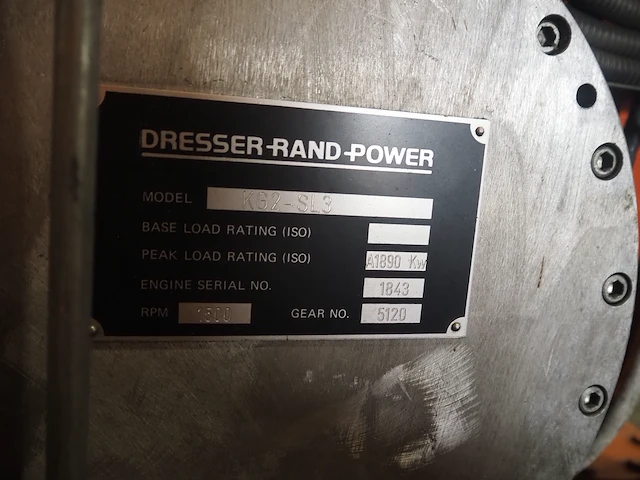 DRESSER-RAND-POWER
MODEL KG2-SL3
BASE LOAD RATING (ISO)
PEAK LOAD RATING (ISO) A1890 Kw
ENGINE SERIAL NO. 1843
RPM 1500 GEAR NO. 5120